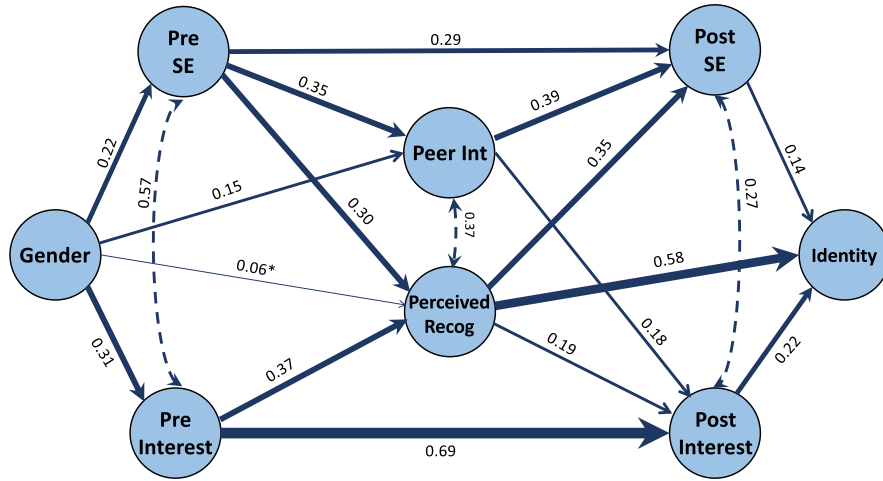 Pre
SE
0.29
Post
SE
0.35
0.39
Peer Int
0.22
0.57
0.15
0.30
0.37
0.35
0.27
0.14
Gender
0.06*
0.58
Identity
Perceived
Recog
0.31
0.37
0.19
0.18
0.22
Pre
Interest
0.69
Post
Interest